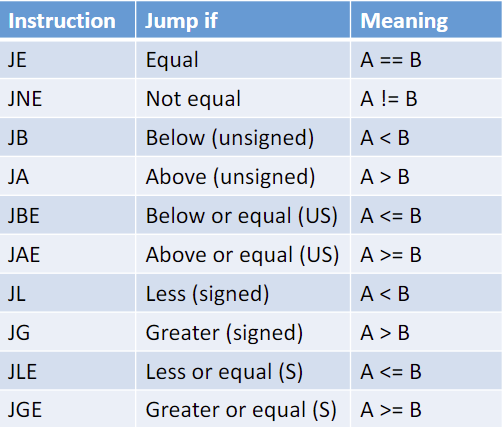 Instruction Jump if Meaning
JE Equal A == B
JNE Not equal A != B
JB Below (unsigned) A < B
JA Above (unsigned) A > B
JBE Below or equal (US) A <= B
JAE Above or equal (US) A >= B
JL Less (signed) A < B
JG Greater (signed) A > B
JLE Less or equal (S) A <= B
JGE Greater or equal (S) A >= B